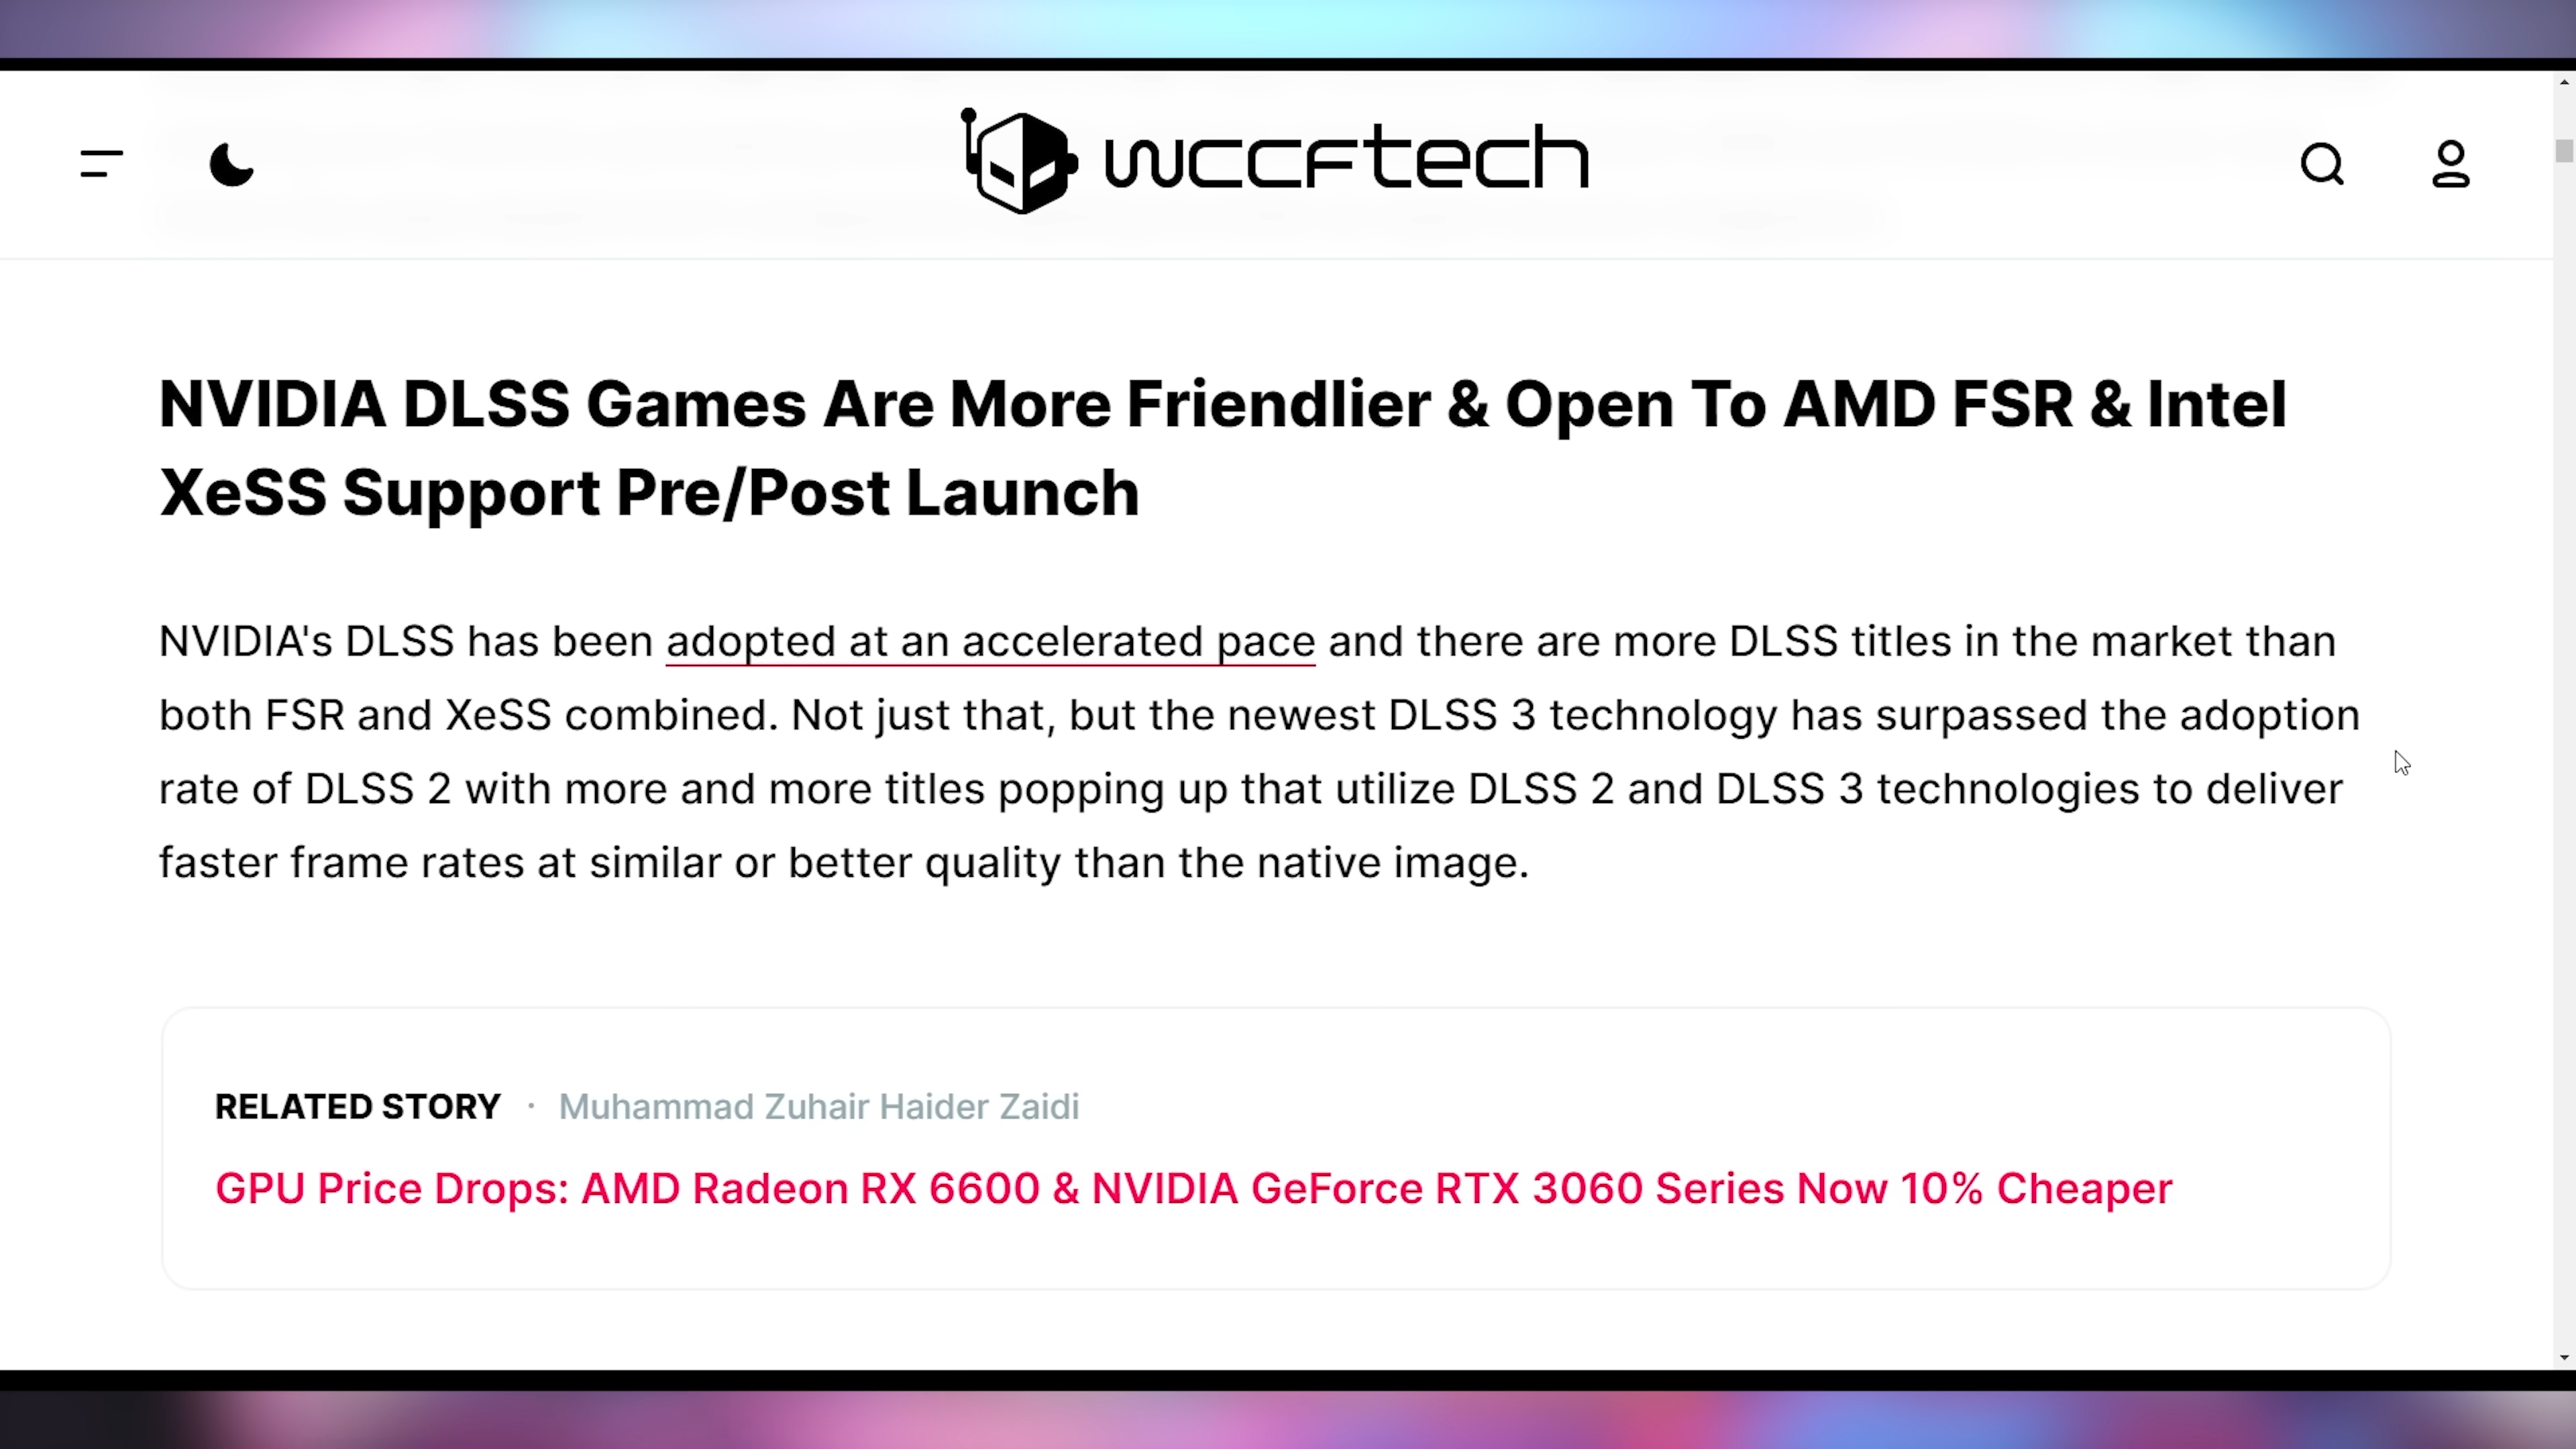 wccftech
NVIDIA DLSS Games Are More Friendlier & Open To AMD FSR & Intel
XeSS Support Pre/Post Launch
NVIDIA's DLSS has been adopted at an accelerated pace and there are more DLSS titles in the market than
both FSR and XeSS combined. Not just that, but the newest DLSS 3 technology has surpassed the adoption
rate of DLSS 2 with more and more titles popping up that utilize DLSS 2 and DLSS 3 technologies to deliver
faster frame rates at similar or better quality than the native image.
RELATED STORY · Muhammad Zuhair Haider Zaidi
GPU Price Drops: AMD Radeon RX 6600 & NVIDIA GeForce RTX 3060 Series Now 10% Cheaper